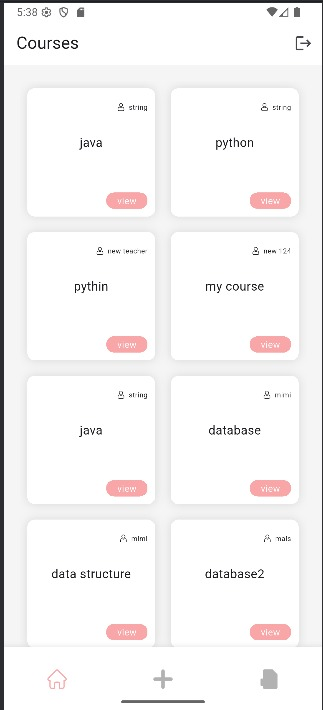 5:38
Courses
string
java
view
string
python
view
new teacher
pythin
view
new 124
my course
view
string
java
view
mimi
database
view
mimi
data structure
view
mais
database2
view